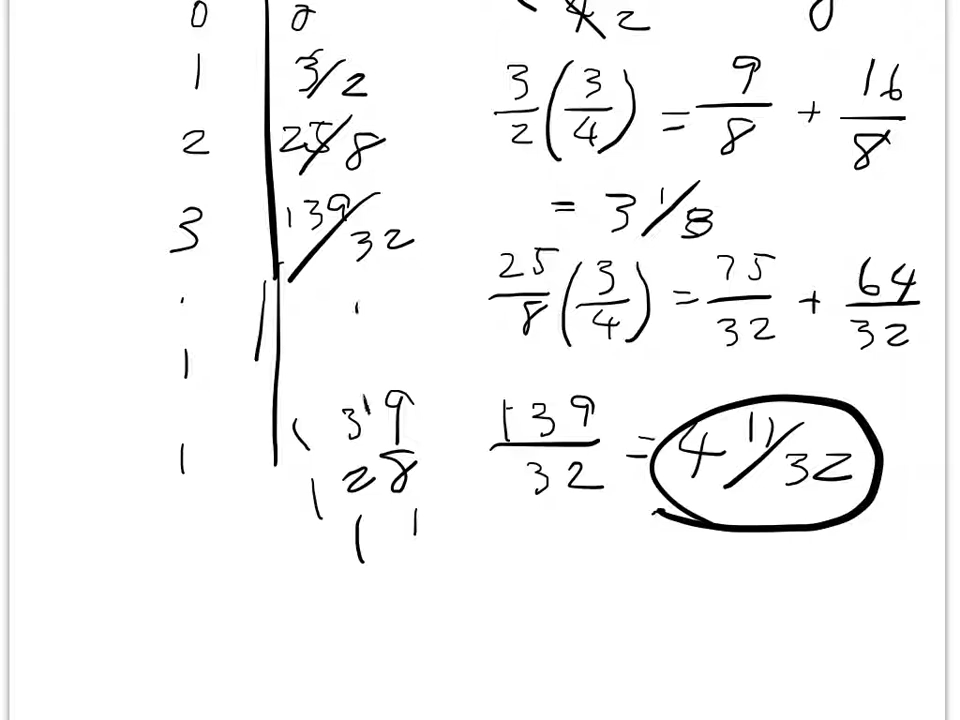 0 0
1 3/2
2 25/8
3 139/32
4 2
3/2 (3/4) = 9/8 + 16/8
= 3 1/8
25/8 (3/4) = 75/32 + 64/32
139/32 = 4 11/32
139
128
11